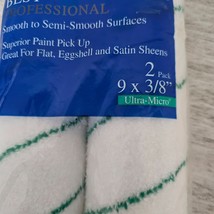 BEST
PROFESSIONAL
Smooth to Semi-Smooth Surfaces
Superior Paint Pick Up
Great For Flat, Eggshell and Satin Sheens
2 Pack
9 x 3/8"
Ultra-Micro